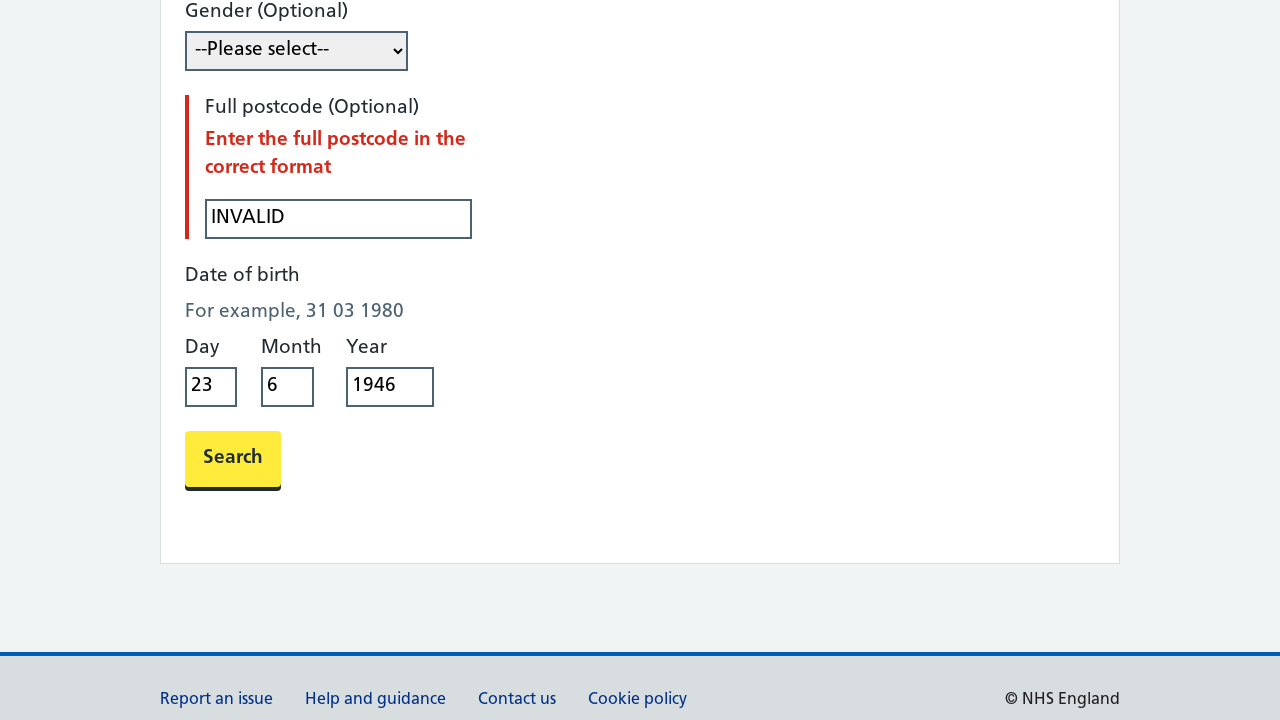 Gender (Optional)
--Please select--
Full postcode (Optional)
Enter the full postcode in the
correct format
INVALID
Date of birth
For example, 31 03 1980
Day Month Year
23 6 1946
Search
Report an issue Help and guidance Contact us Cookie policy © NHS England